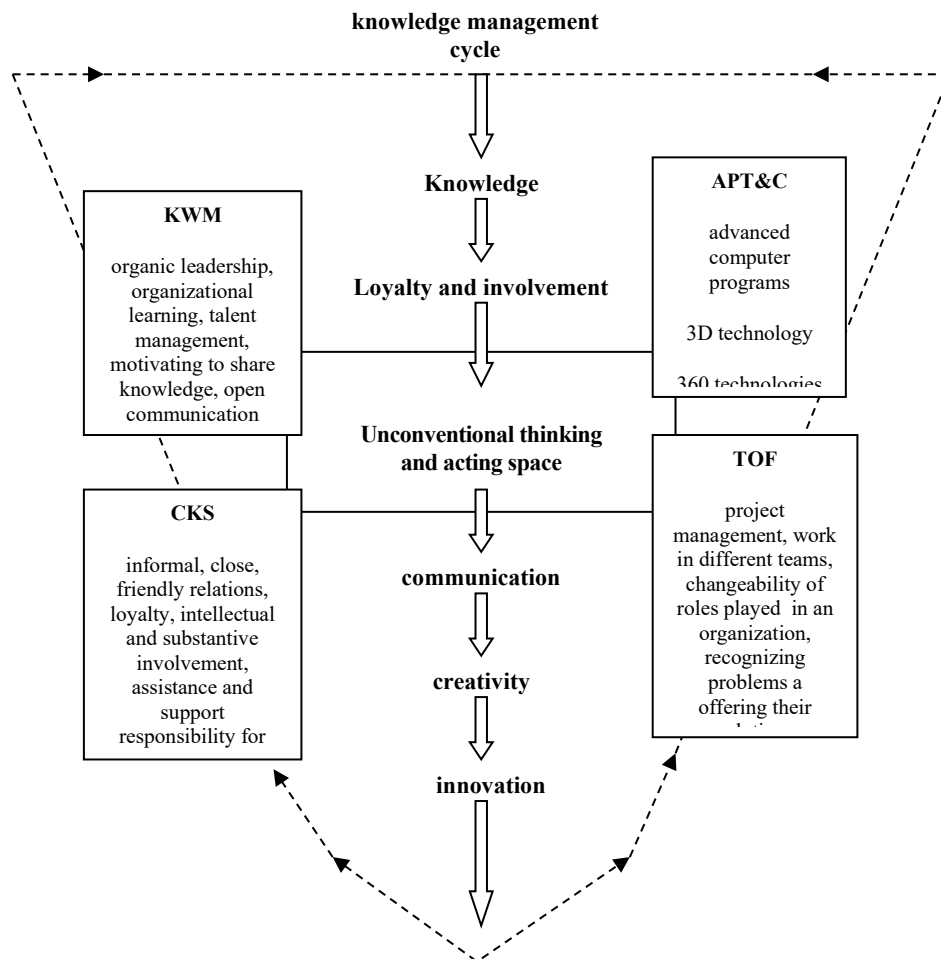 knowledge management
cycle
Knowledge
Loyalty and involvement
Unconventional thinking
and acting space
communication
creativity
innovation
KWM
organic leadership,
organizational
learning, talent
management,
motivating to share
knowledge, open
communication
APT&C
advanced
computer
programs
3D technology
360 technologies
CKS
informal, close,
friendly relations,
loyalty, intellectual
and substantive
involvement,
assistance and
support
responsibility for
TOF
project
management, work
in different teams,
changeability of
roles played  in an
organization,
recognizing
problems a
offering their